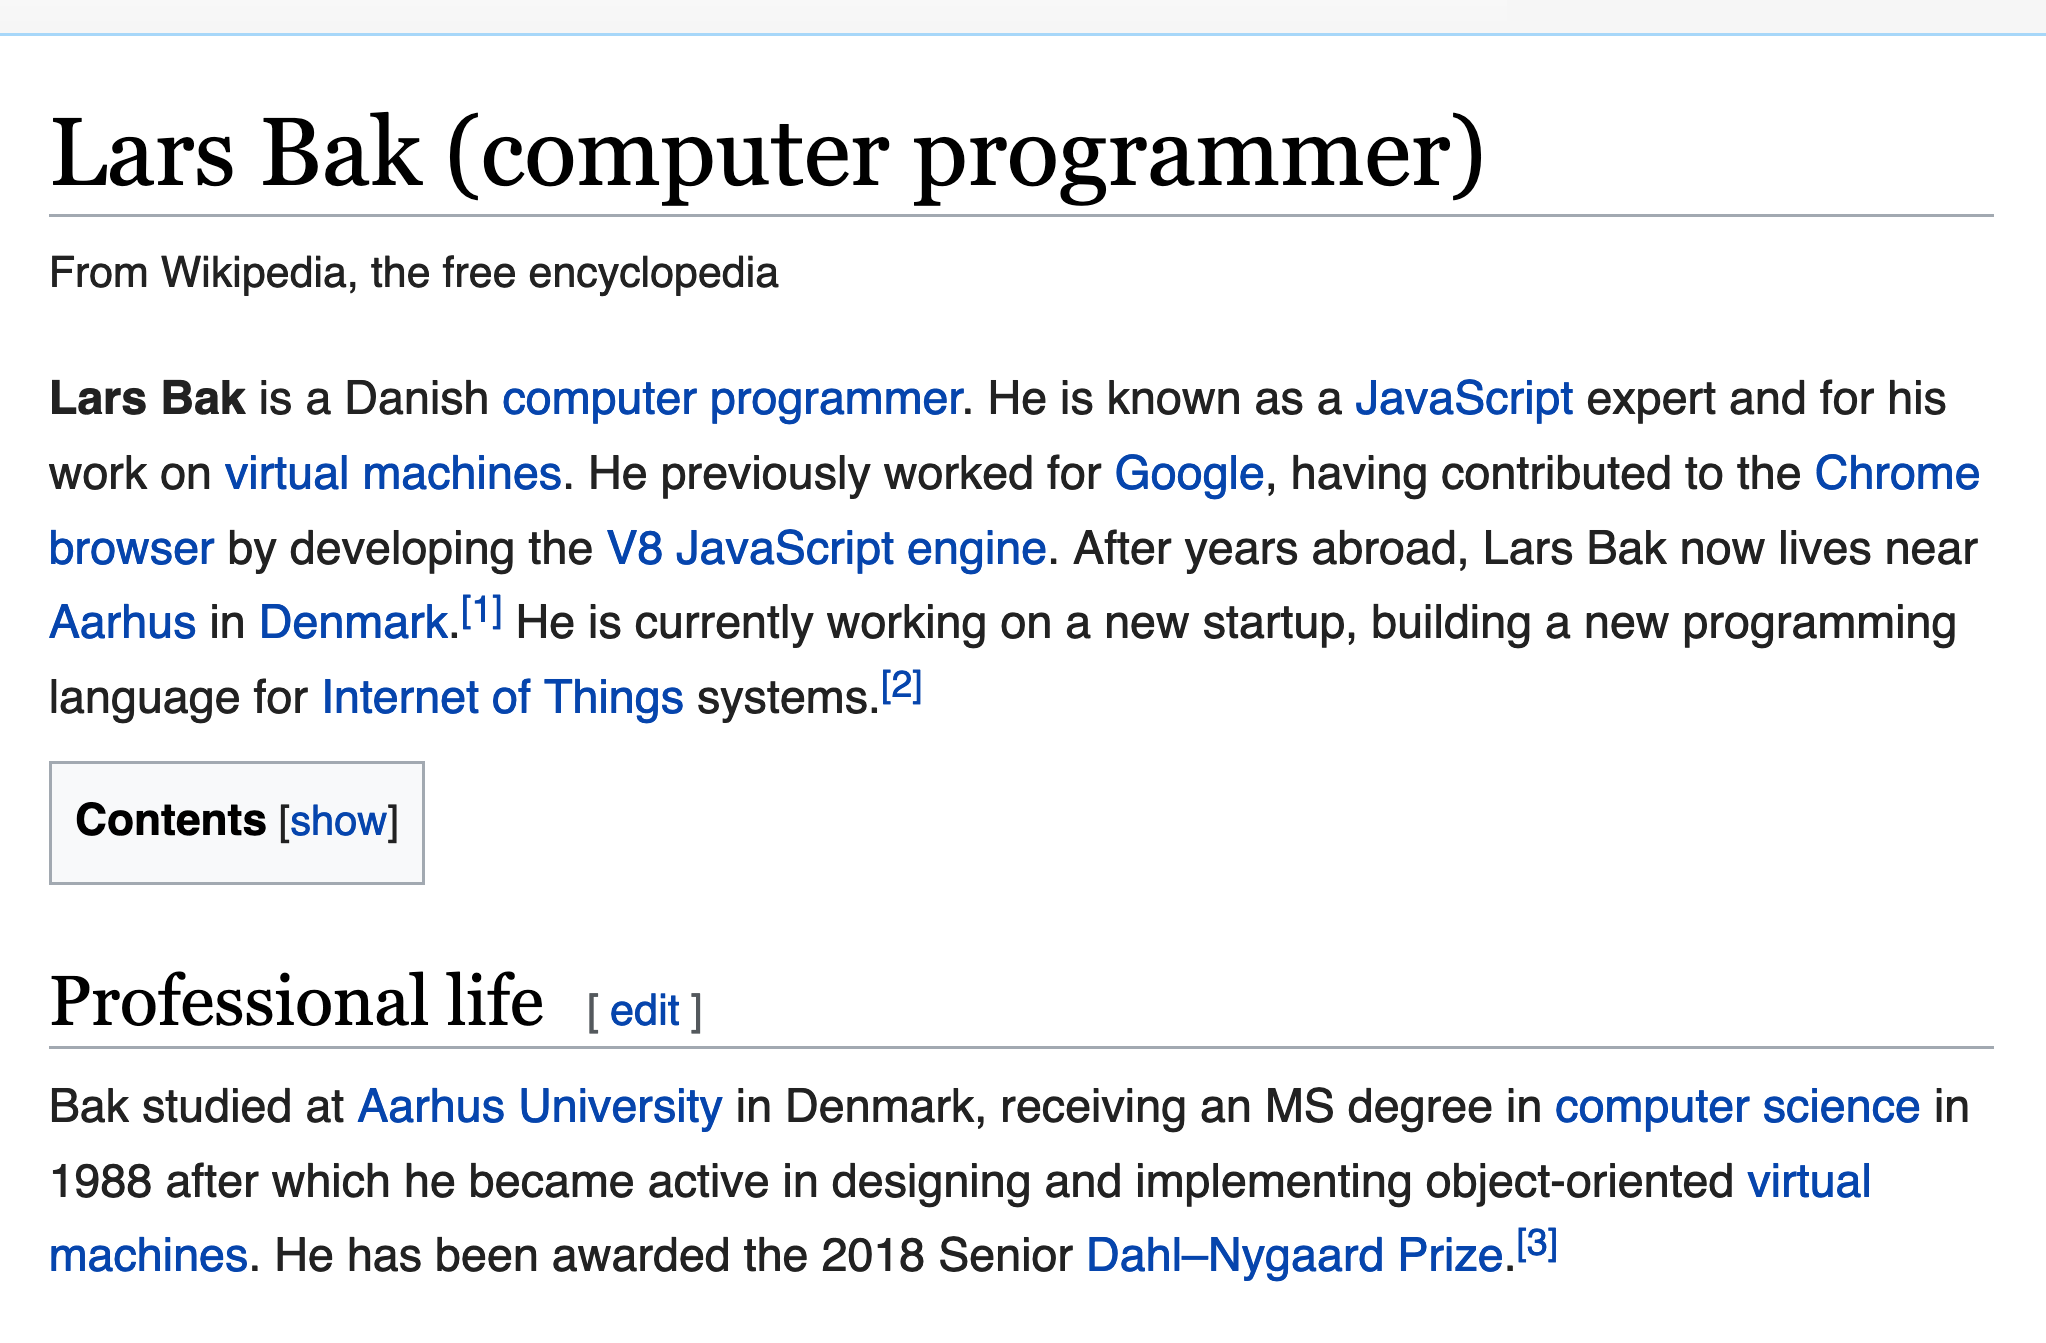 Lars Bak (computer programmer)
From Wikipedia, the free encyclopedia
Lars Bak is a Danish computer programmer. He is known as a JavaScript expert and for his
work on virtual machines. He previously worked for Google, having contributed to the Chrome
browser by developing the V8 JavaScript engine. After years abroad, Lars Bak now lives near
Aarhus in Denmark.[1] He is currently working on a new startup, building a new programming
language for Internet of Things systems.[2]
Contents [show]
Professional life [ edit ]
Bak studied at Aarhus University in Denmark, receiving an MS degree in computer science in
1988 after which he became active in designing and implementing object-oriented virtual
machines. He has been awarded the 2018 Senior Dahl–Nygaard Prize.[3]